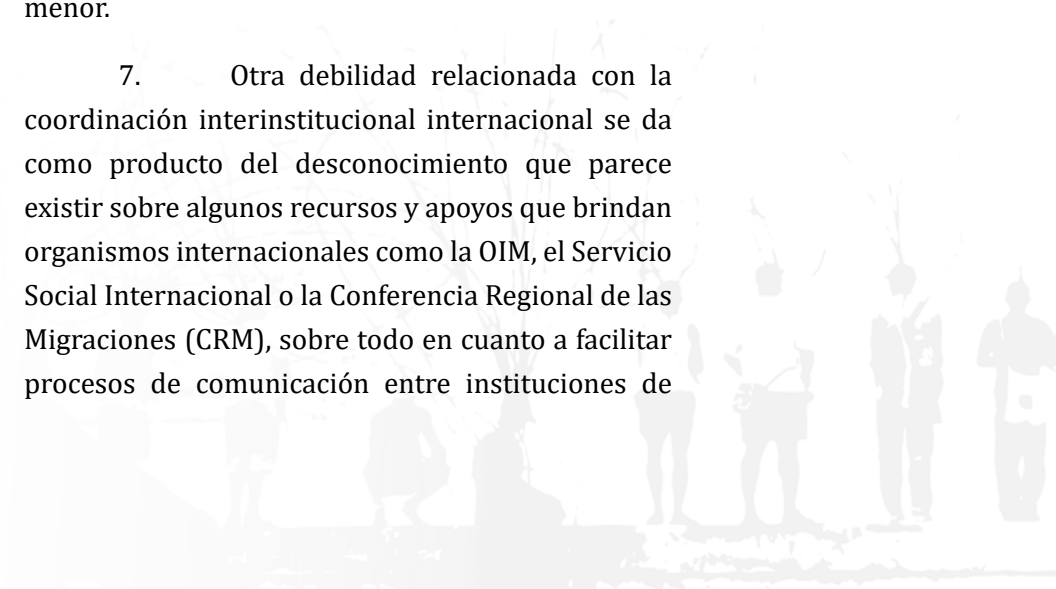 menor.
7. Otra debilidad relacionada con la
coordinación interinstitucional internacional se da
como producto del desconocimiento que parece
existir sobre algunos recursos y apoyos que brindan
organismos internacionales como la OIM, el Servicio
Social Internacional o la Conferencia Regional de las
Migraciones (CRM), sobre todo en cuanto a facilitar
procesos de comunicación entre instituciones de